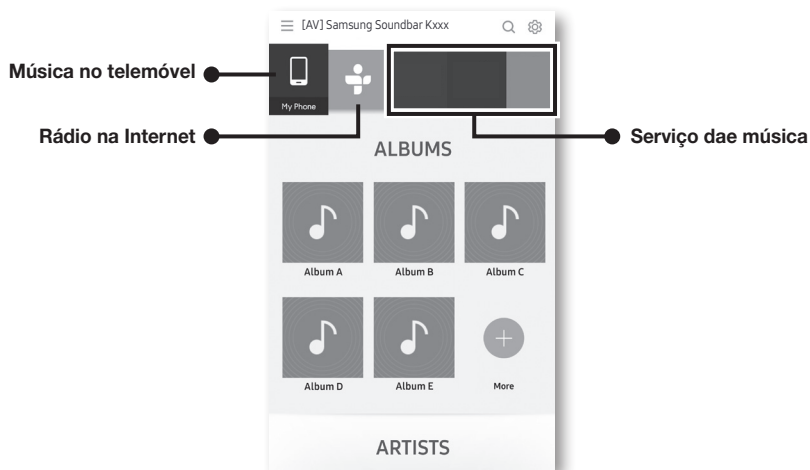 [AV] Samsung Soundbar Kxxx
Música no telemóvel
My Phone
Rádio na Internet
Serviço dae música
ALBUMS
Album A
Album B
Album C
Album D
Album E
More
ARTISTS